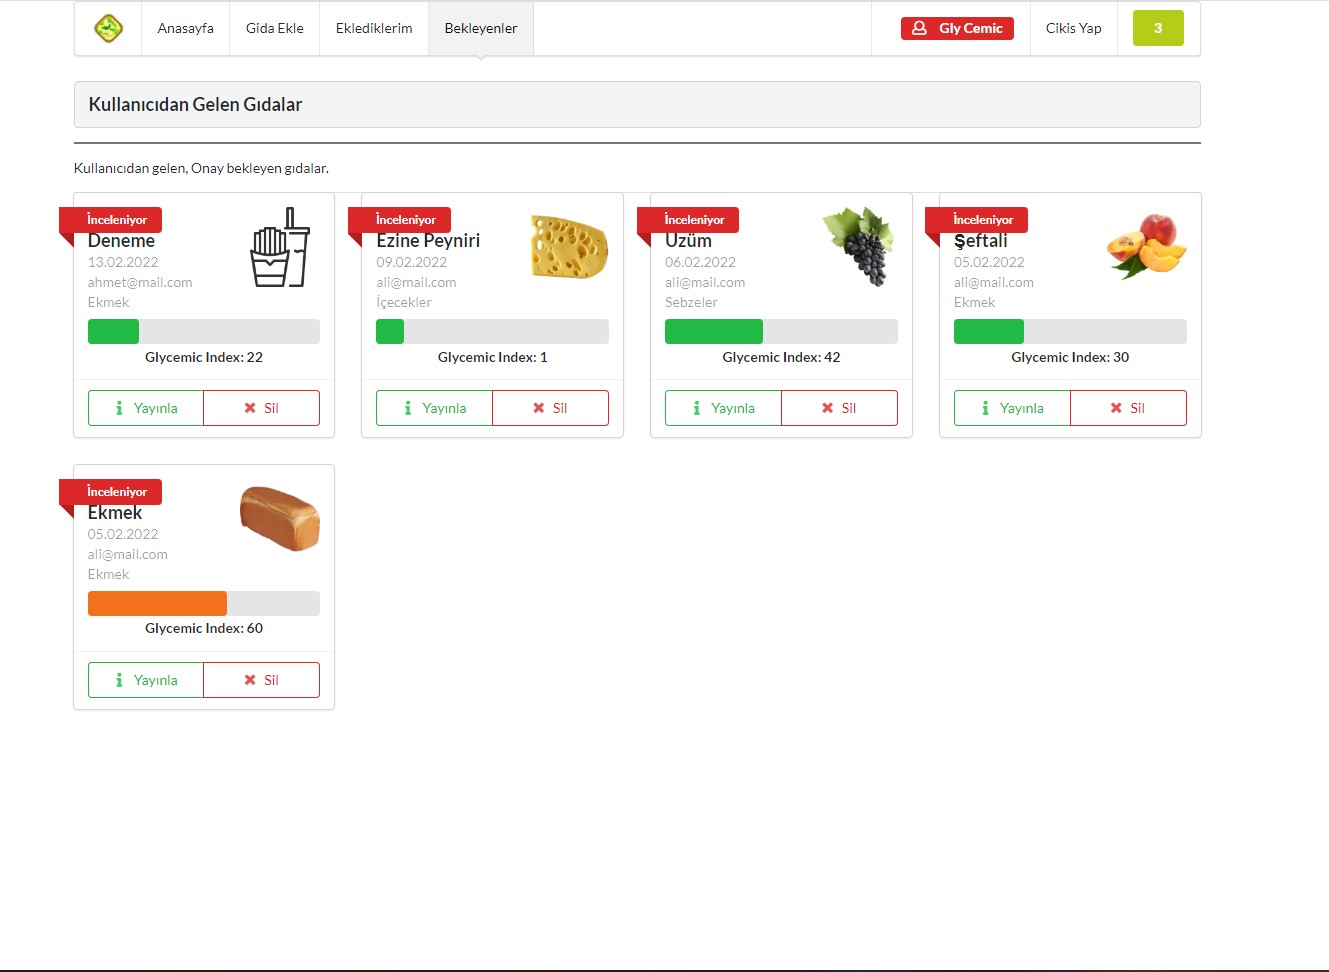 Anasayfa
Gida Ekle
Eklediklerim
Bekleyenler
Gly Cemic
Cikis Yap
3
Kullanıcıdan Gelen Gıdalar
Kullanıcıdan gelen, Onay bekleyen gıdalar.
İnceleniyor
Deneme
13.02.2022
ahmet@mail.com
Ekmek
Glycemic Index: 22
Yayınla
Sil
İnceleniyor
Ezine Peyniri
09.02.2022
ali@mail.com
İçecekler
Glycemic Index: 1
Yayınla
Sil
İnceleniyor
Üzüm
06.02.2022
ali@mail.com
Sebzeler
Glycemic Index: 42
Yayınla
Sil
İnceleniyor
Şeftali
05.02.2022
ali@mail.com
Ekmek
Glycemic Index: 30
Yayınla
Sil
İnceleniyor
Ekmek
05.02.2022
ali@mail.com
Ekmek
Glycemic Index: 60
Yayınla
Sil